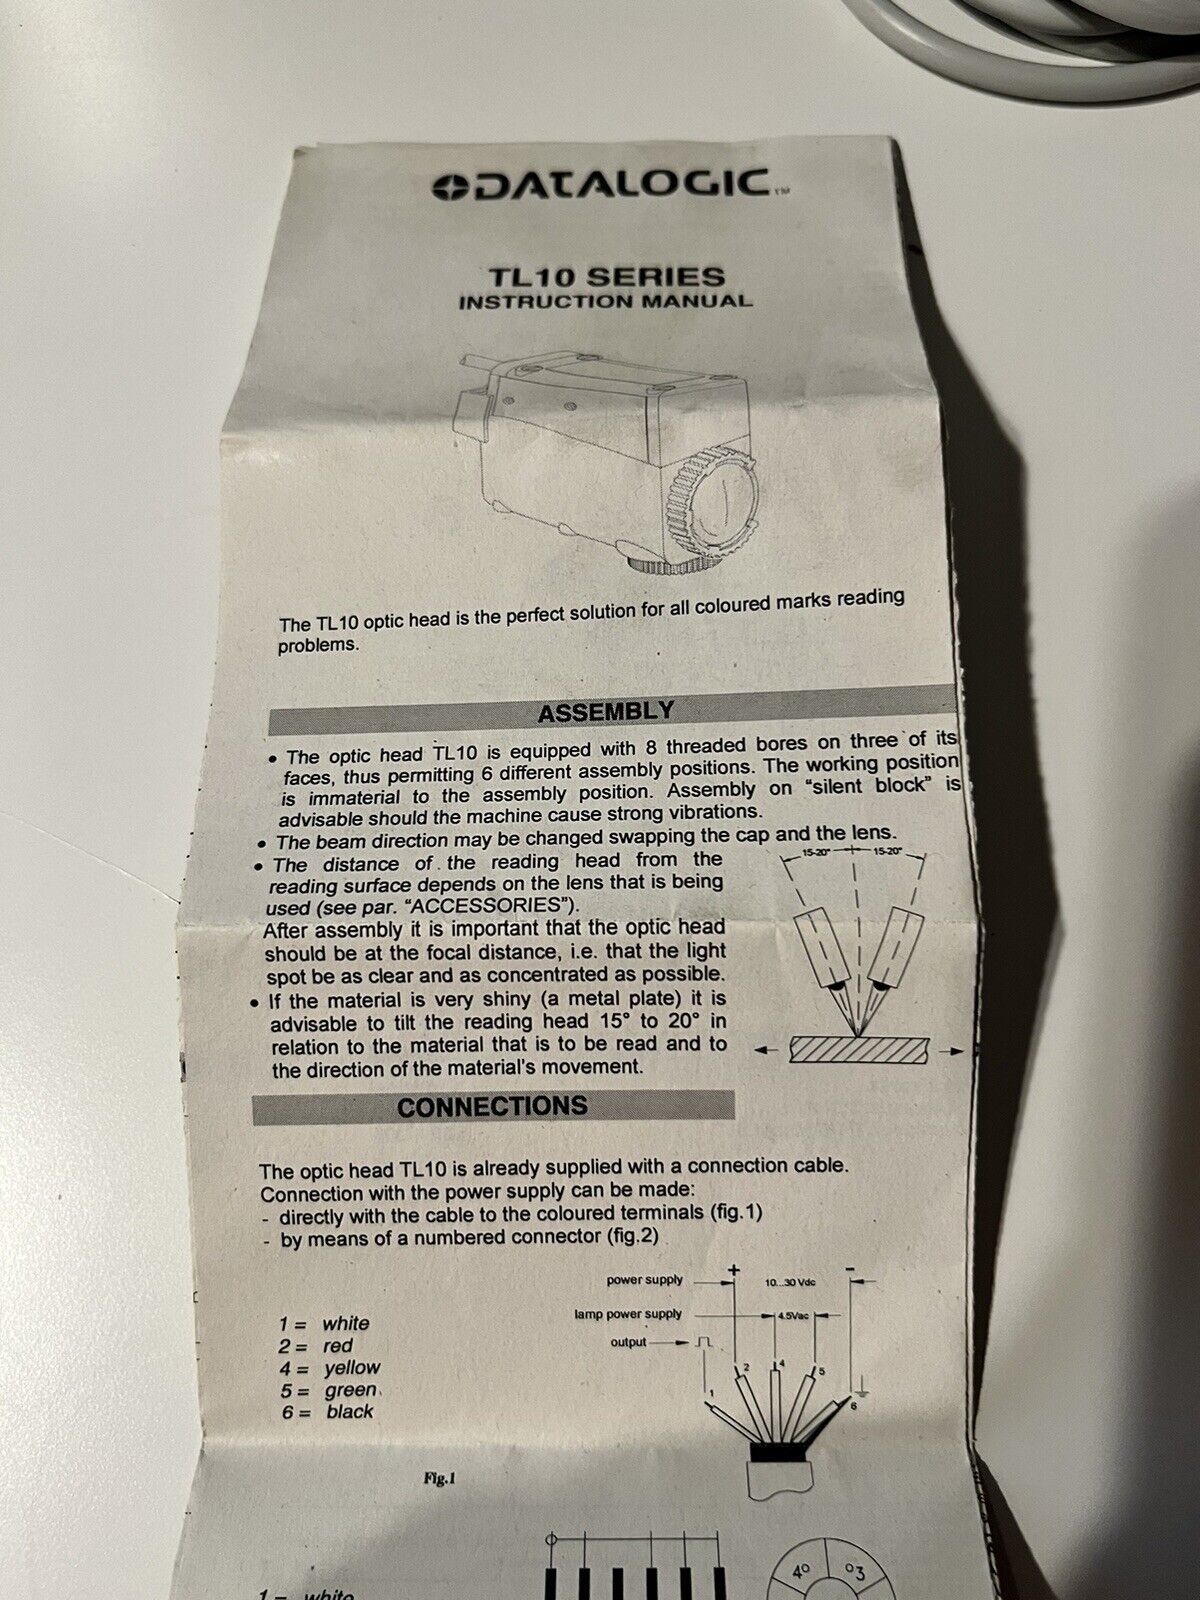 DATALOGIC™
TL10 SERIES
INSTRUCTION MANUAL
The TL10 optic head is the perfect solution for all coloured marks reading
problems.
ASSEMBLY
• The optic head TL10 is equipped with 8 threaded bores on three of its
faces, thus permitting 6 different assembly positions. The working position
is immaterial to the assembly position. Assembly on "silent block" is
advisable should the machine cause strong vibrations.
• The beam direction may be changed swapping the cap and the lens.
• The distance of the reading head from the
reading surface depends on the lens that is being
used (see par. "ACCESSORIES").
After assembly it is important that the optic head
should be at the focal distance, i.e. that the light
spot be as clear and as concentrated as possible.
• If the material is very shiny (a metal plate) it is
advisable to tilt the reading head 15° to 20° in
relation to the material that is to be read and to
the direction of the material's movement.
15-20° 15-20°
CONNECTIONS
The optic head TL10 is already supplied with a connection cable.
Connection with the power supply can be made:
- directly with the cable to the coloured terminals (fig.1)
- by means of a numbered connector (fig.2)
1 = white
2 = red
4 = yellow
5 = green
6 = black
+ -
power supply 10...30 Vdc
lamp power supply 4.5Vac
output
1 2 4 5 6
Fig.1
4 3
1 = white